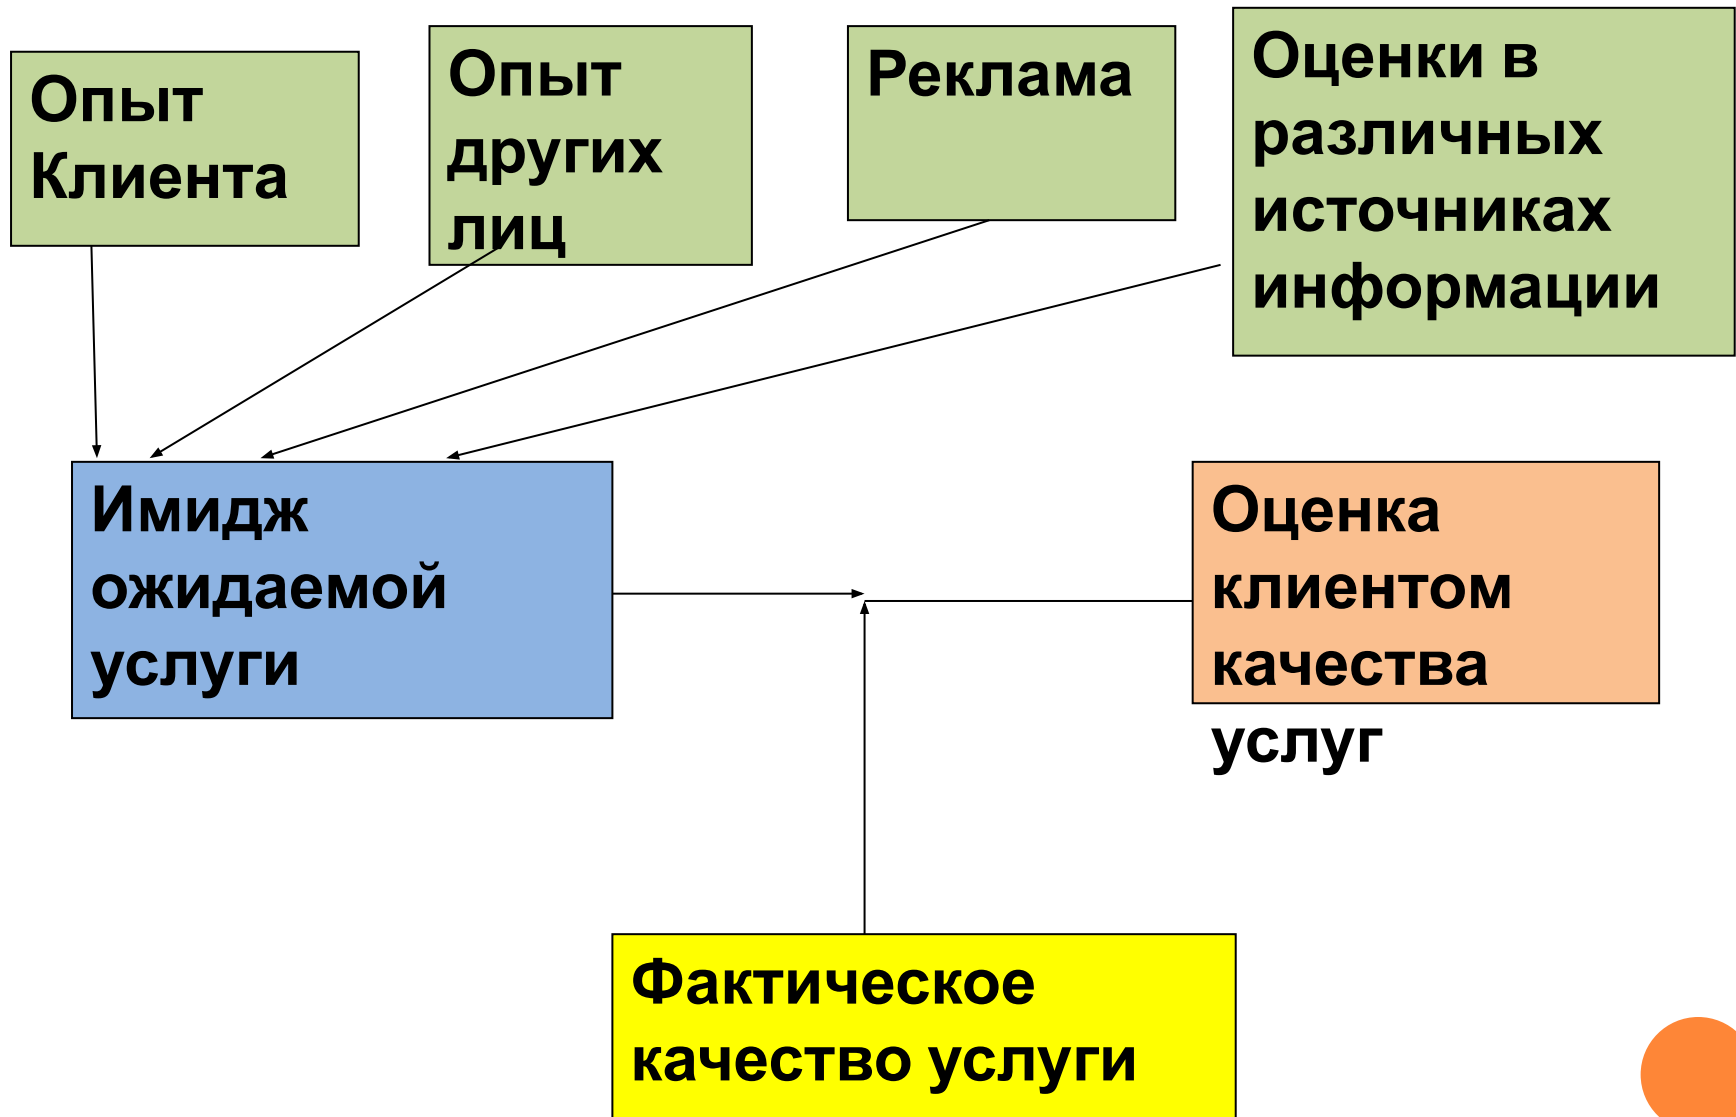 Опыт
Клиента
Опыт
других
лиц
Реклама
Оценки в
различных
источниках
информации
Имидж
ожидаемой
услуги
Оценка
клиентом
качества
услуг
Фактическое
качество услуги